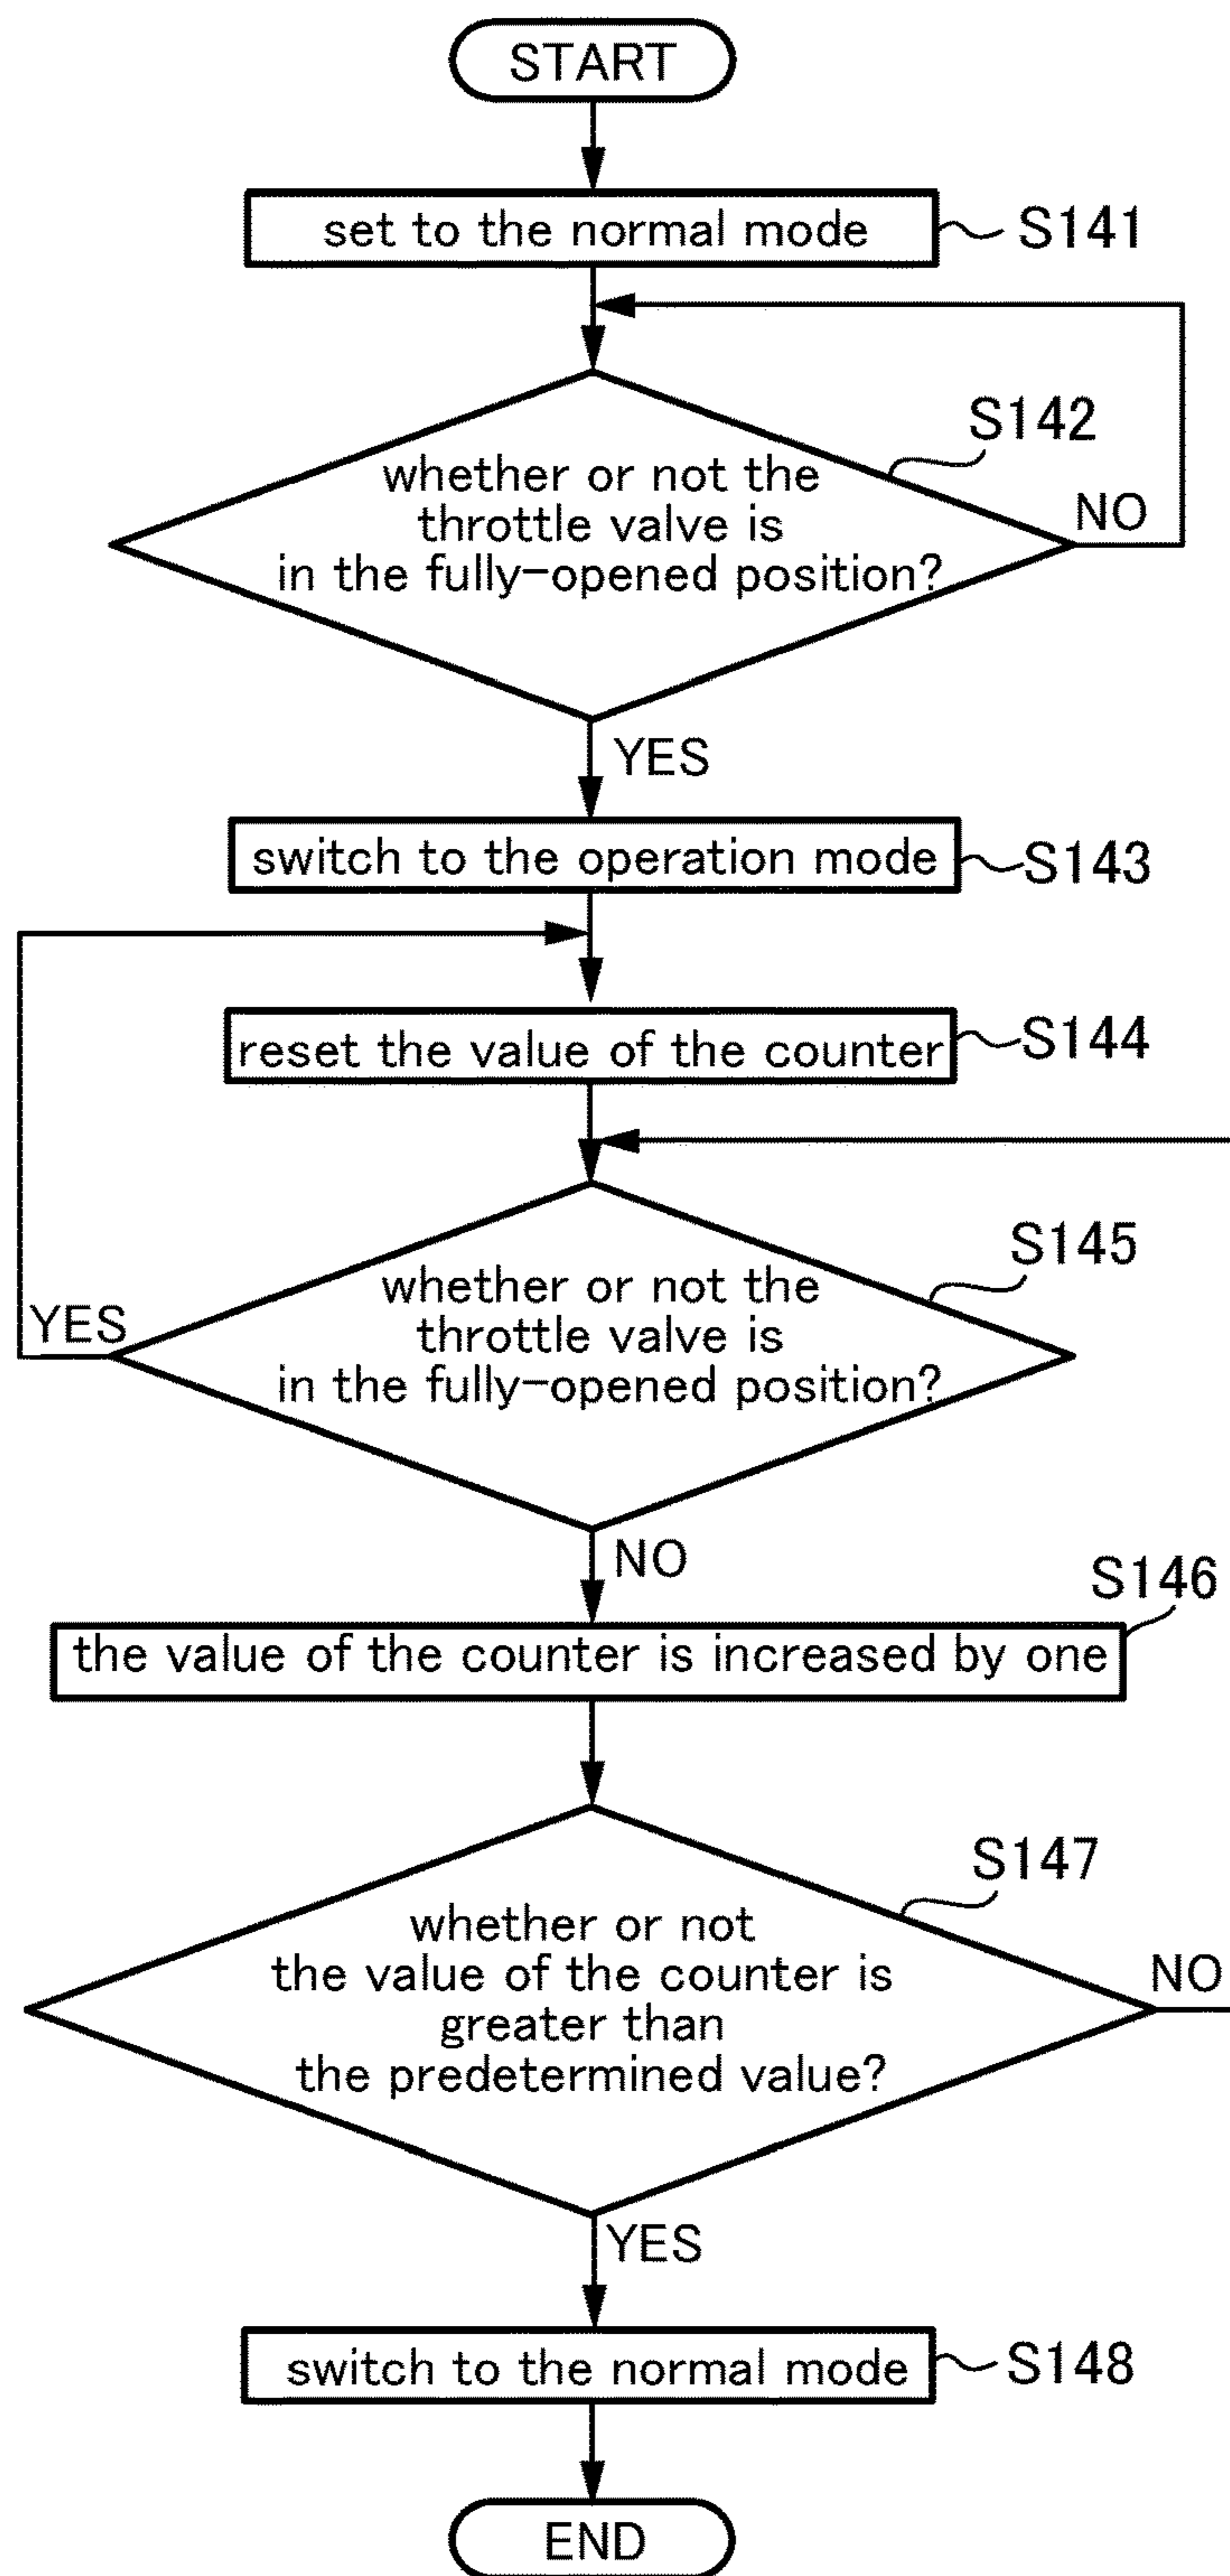 START
set to the normal mode
S141
S142
whether or not the
throttle valve is
in the fully-opened position?
NO
YES
switch to the operation mode
S143
reset the value of the counter
S144
S145
whether or not the
throttle valve is
in the fully-opened position?
YES
NO
S146
the value of the counter is increased by one
S147
whether or not
the value of the counter is
greater than
the predetermined value?
NO
YES
switch to the normal mode
S148
END